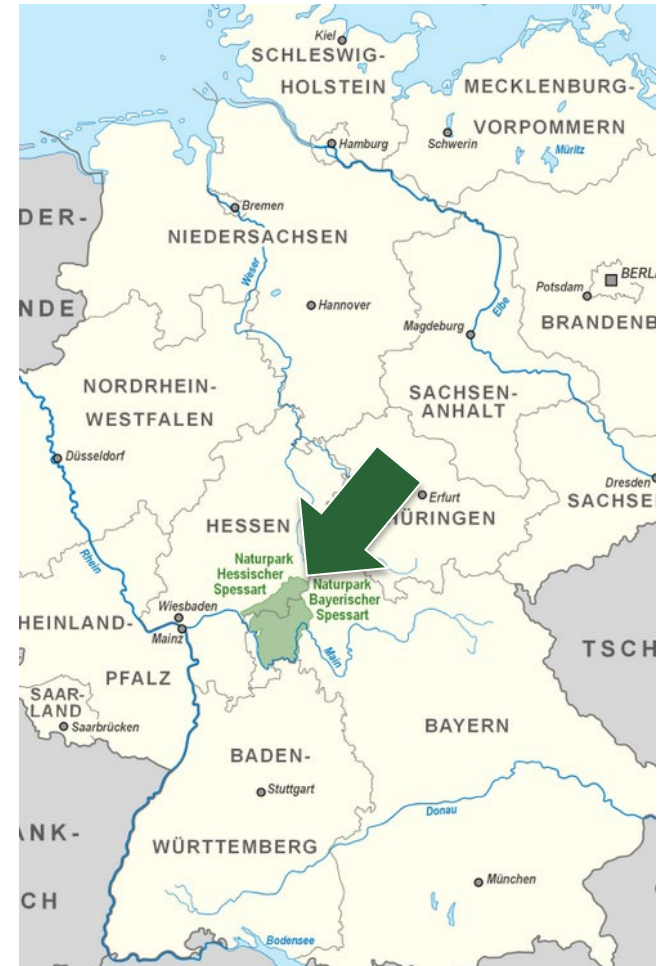 Kiel
SCHLESWIG-
HOLSTEIN
MECKLENBURG-
VORPOMMERN
Hamburg
Schwerin
Müritz
Bremen
DER-
NIEDERSACHSEN
Weser
Elbe
BERL
Potsdam
NDE
Hannover
Magdeburg
BRANDENB
NORDRHEIN-
WESTFALEN
SACHSEN-
ANHALT
Düsseldorf
Dresden
Erfurt
SACHSE
HESSEN
ÜRINGEN
Rhein
Naturpark
Hessischer
Spessart
Naturpark
Bayerischer
Spessart
Wiesbaden
HEINLAND-
Mainz
Main
TSCH
PFALZ
SAAR-
LAND
Saarbrücken
BAYERN
BADEN-
Stuttgart
Donau
NK-
WÜRTTEMBERG
München
CH
Bodensee